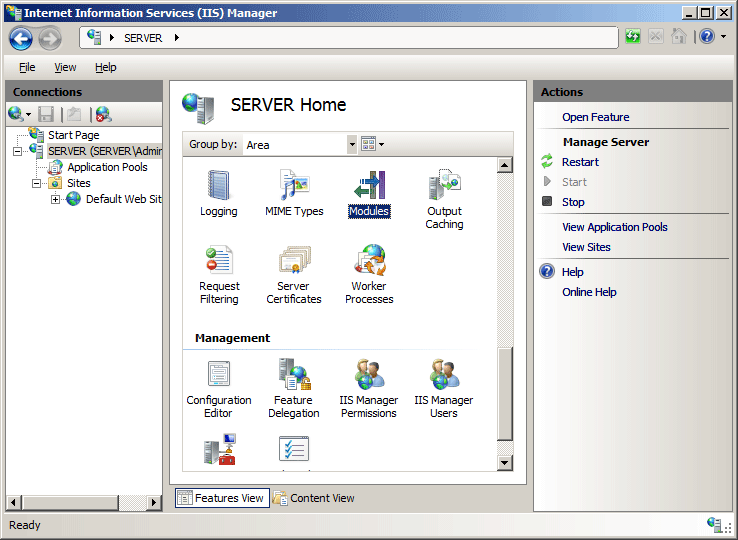 Internet Information Services (IIS) Manager
SERVER
File View Help
Connections
Start Page
SERVER (SERVER\Admir
Application Pools
Sites
Default Web Sit
SERVER Home
Group by: Area
Logging
MIME Types
Modules
Output
Caching
Request
Filtering
Server
Certificates
Worker
Processes
Management
Configuration
Editor
Feature
Delegation
IIS Manager
Permissions
IIS Manager
Users
Features View
Content View
Actions
Open Feature
Manage Server
Restart
Start
Stop
View Application Pools
View Sites
Help
Online Help
Ready